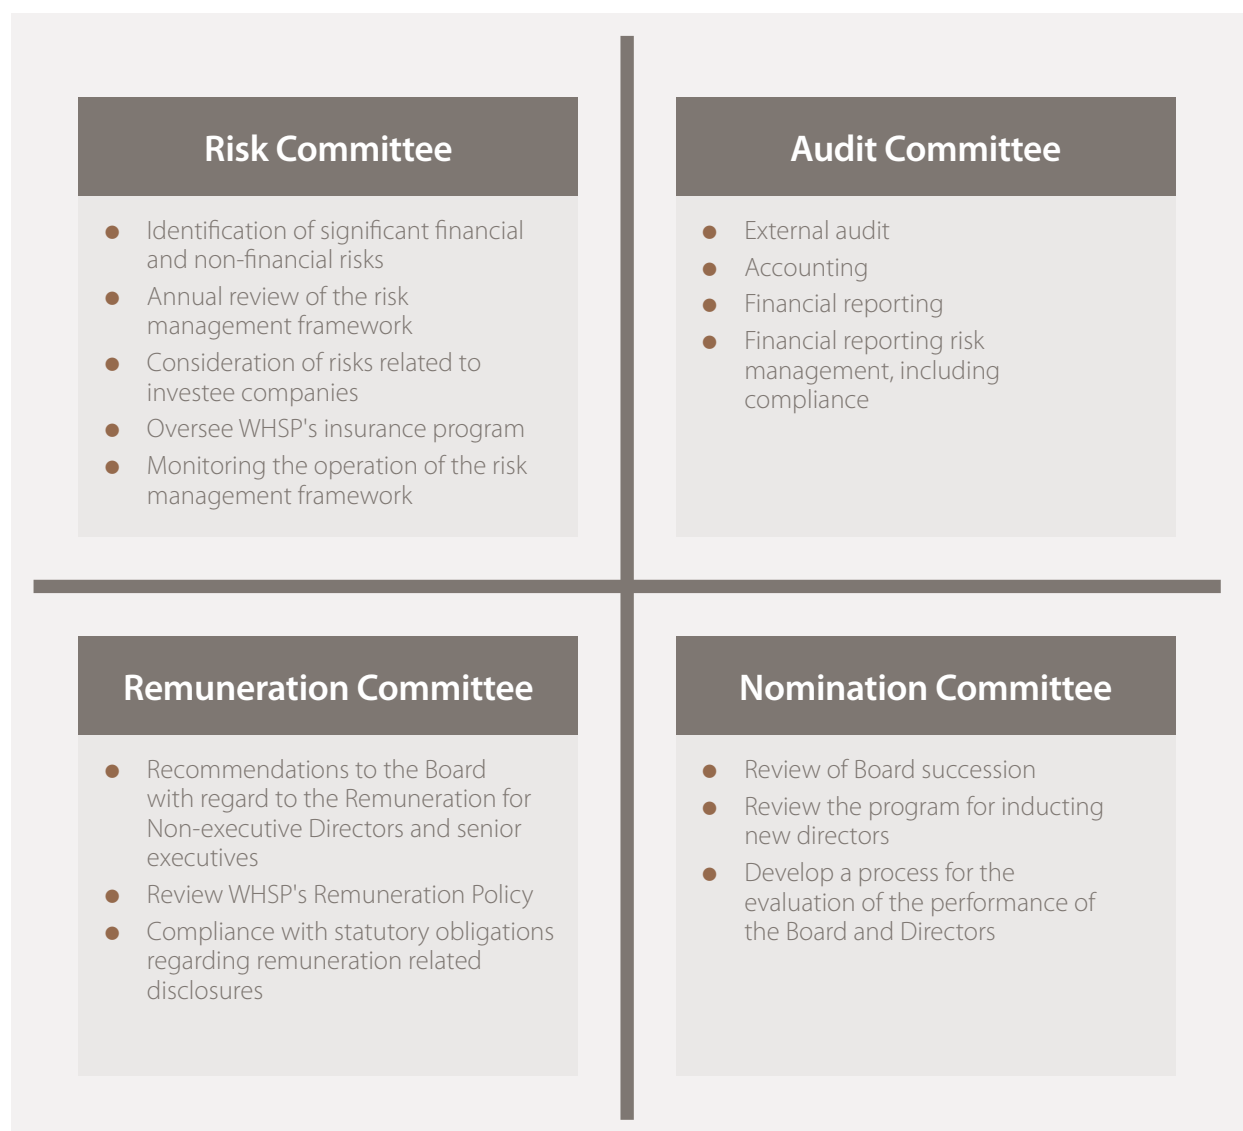 Risk Committee
● Identification of significant financial
and non-financial risks
● Annual review of the risk
management framework
● Consideration of risks related to
investee companies
● Oversee WHSP's insurance program
● Monitoring the operation of the risk
management framework
Audit Committee
● External audit
● Accounting
● Financial reporting
● Financial reporting risk
management, including
compliance
Remuneration Committee
● Recommendations to the Board
with regard to the Remuneration for
Non-executive Directors and senior
executives
● Review WHSP's Remuneration Policy
● Compliance with statutory obligations
regarding remuneration related
disclosures
Nomination Committee
● Review of Board succession
● Review the program for inducting
new directors
● Develop a process for the
evaluation of the performance of
the Board and Directors